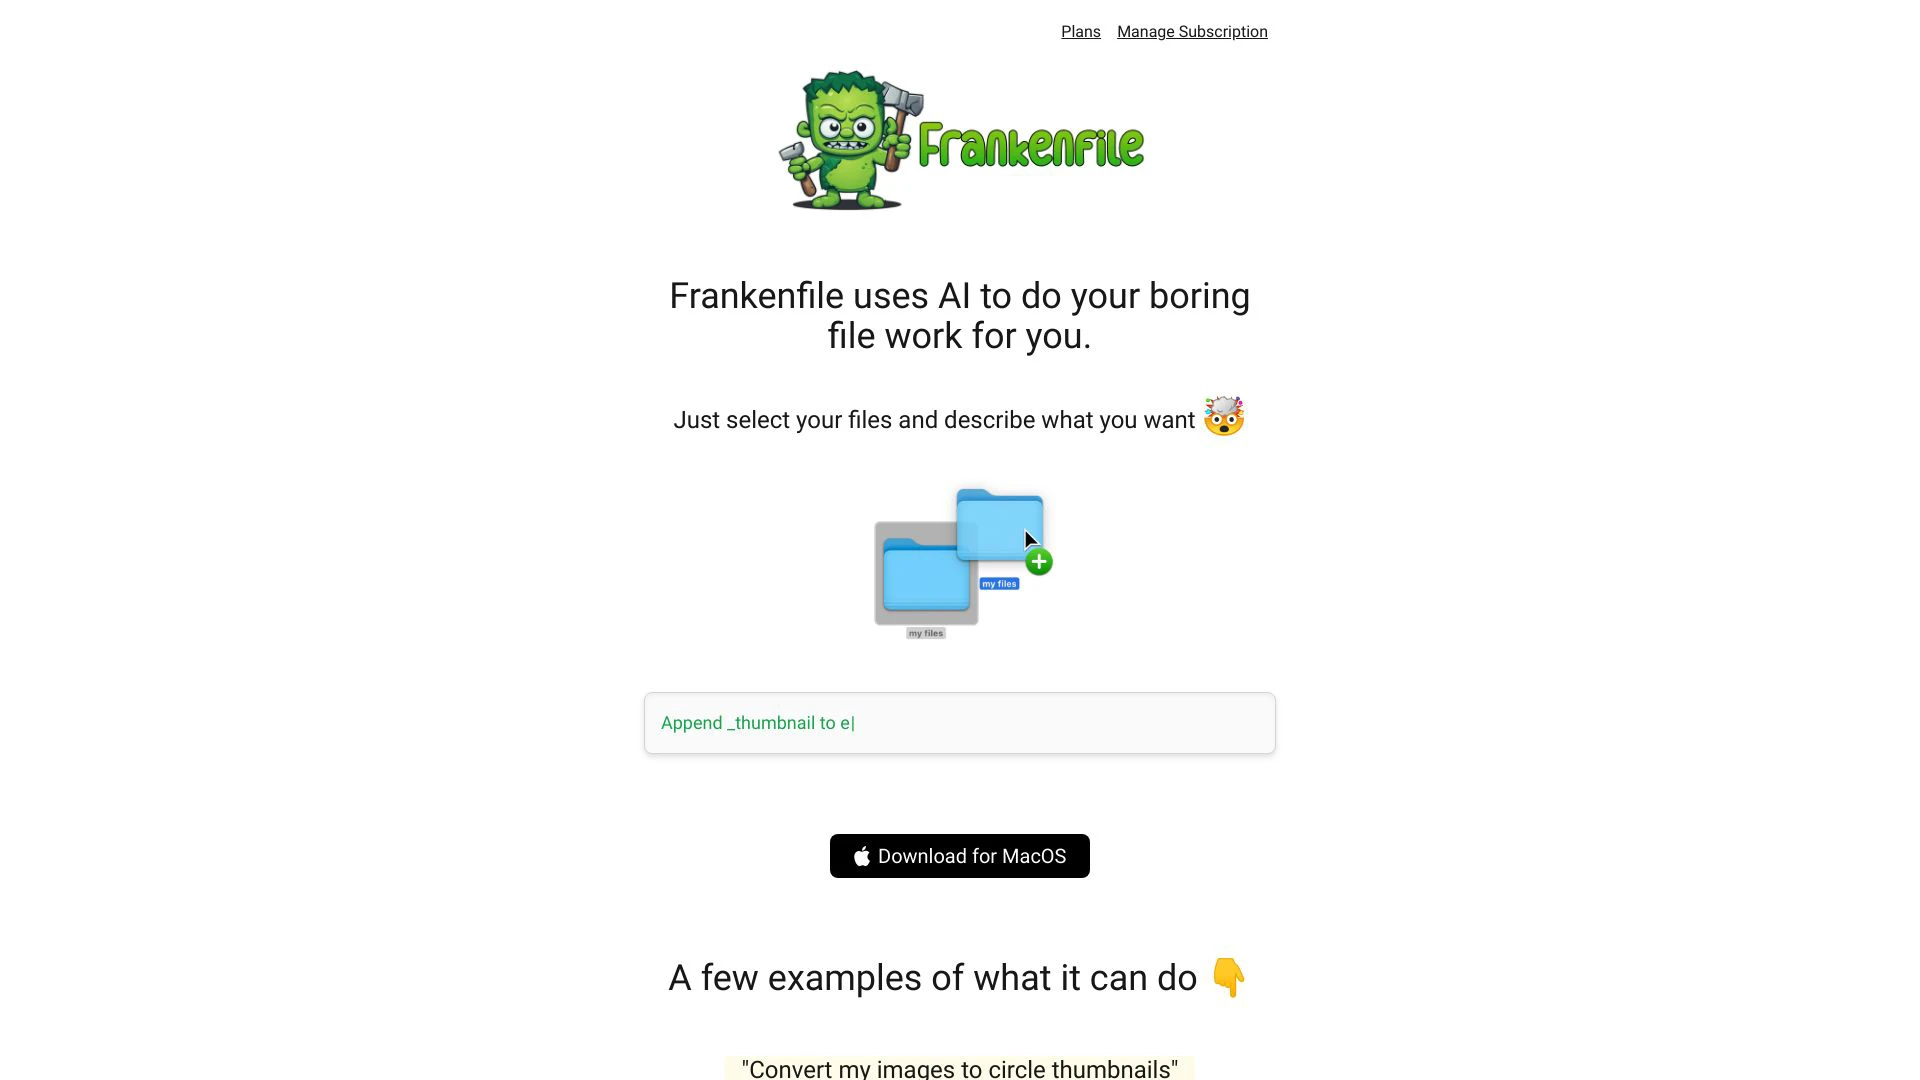 Plans Manage Subscription
Frankenfile
Frankenfile uses AI to do your boring
file work for you.
Just select your files and describe what you want
my files
my files
Append _thumbnail to e|
Download for MacOS
A few examples of what it can do
"Convert my images to circle thumbnails"